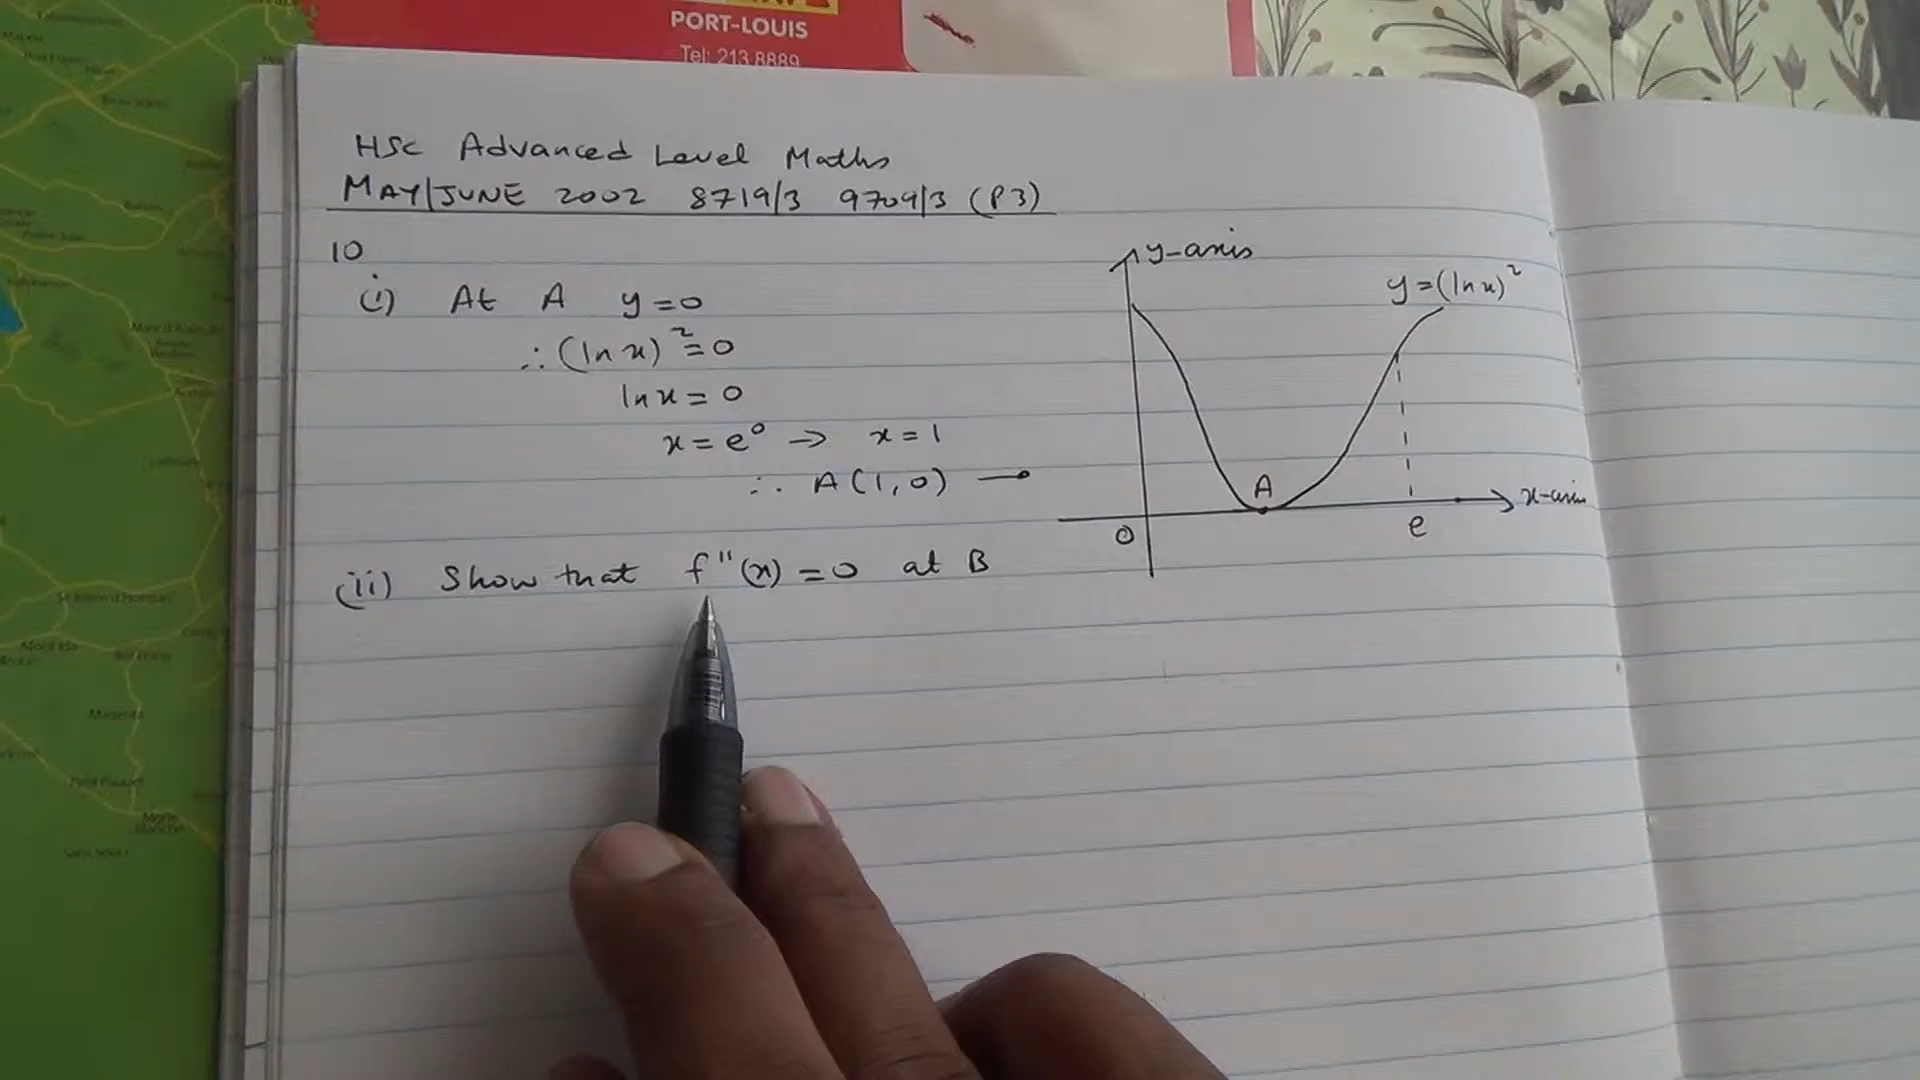 PORT-LOUIS
Tel: 213 8889
HSc Advanced Level Maths
MAY/JUNE 2002 8719/3 9709/3 (P3)
10
(i) At A y=0
∴ (ln x)² = 0
ln x = 0
x = e⁰ → x = 1
∴ A(1,0)
y-axis
y = (ln x)²
A
x-axis
0
e
(ii) Show that f''(x) = 0 at B